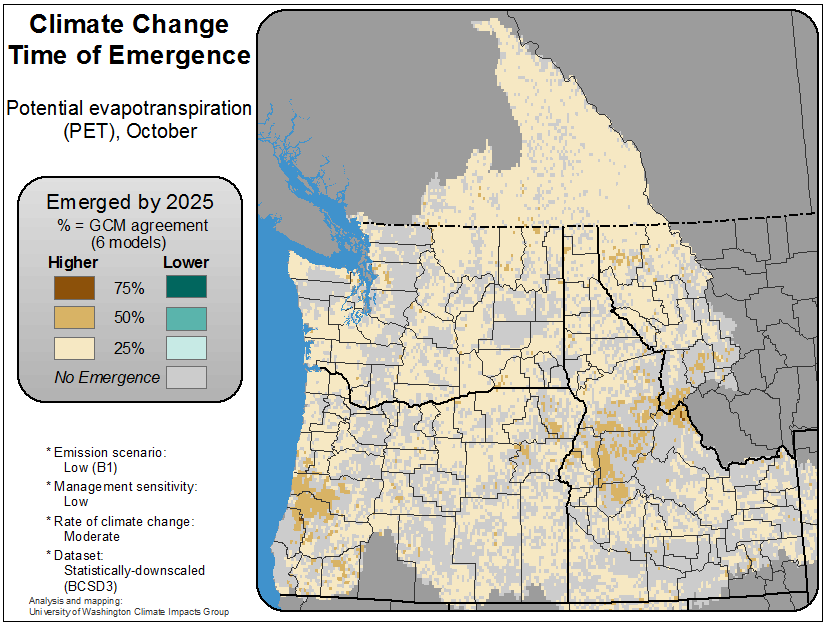 Climate Change
Time of Emergence
Potential evapotranspiration
(PET), October
Emerged by 2025
% = GCM agreement
(6 models)
Higher Lower
75%
50%
25%
No Emergence
* Emission scenario:
Low (B1)
* Management sensitivity:
Low
* Rate of climate change:
Moderate
* Dataset:
Statistically-downscaled
(BCSD3)
Analysis and mapping:
University of Washington Climate Impacts Group